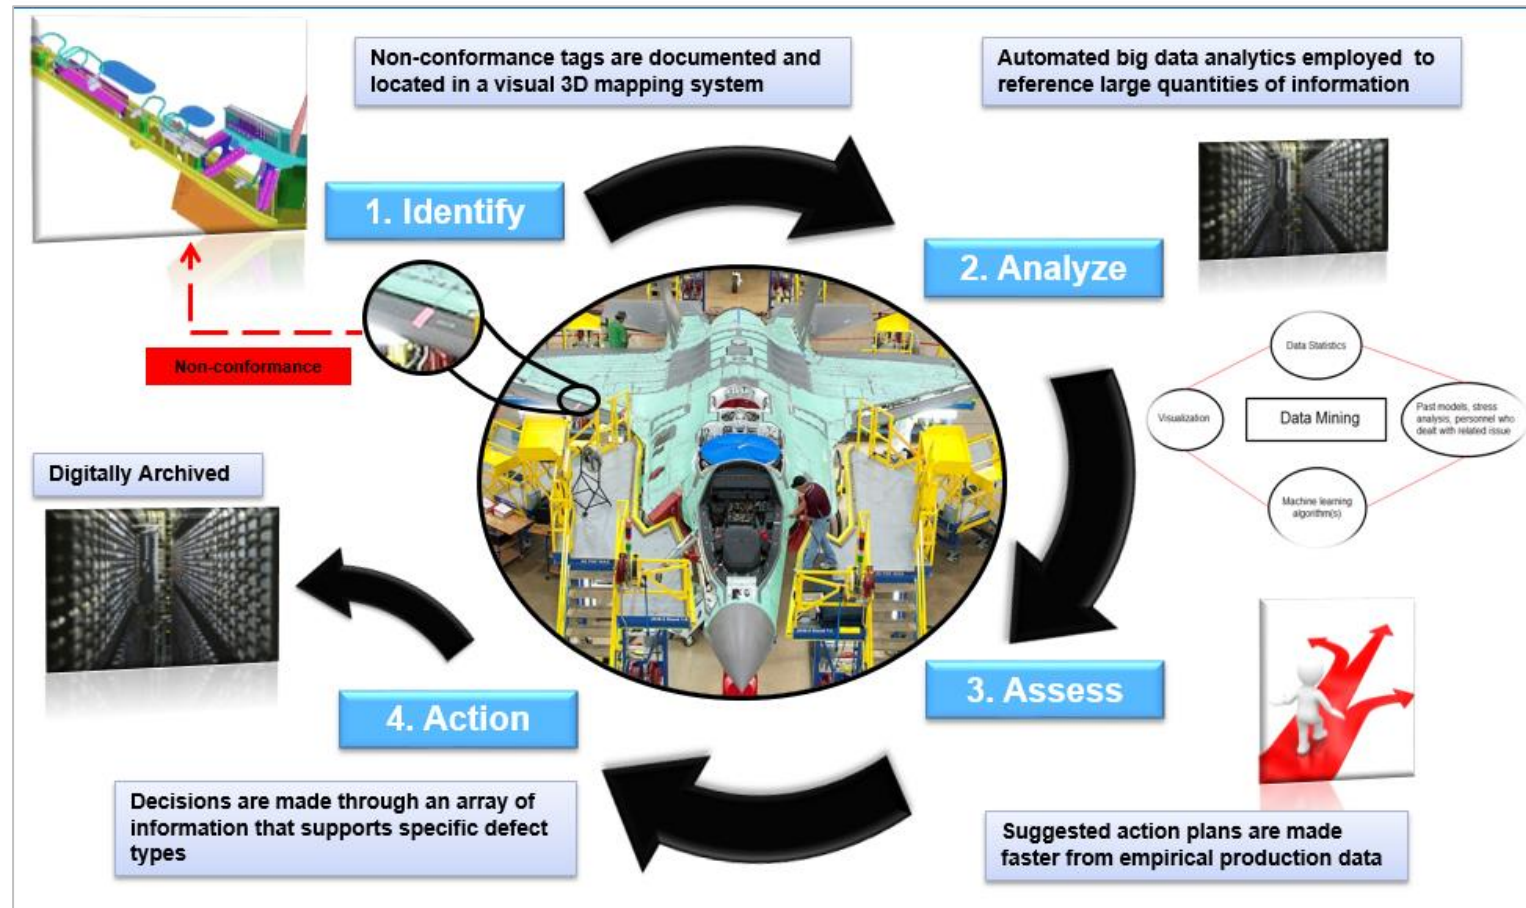 Non-conformance tags are documented and
located in a visual 3D mapping system
Automated big data analytics employed to
reference large quantities of information
1. Identify
2. Analyze
Non-conformance
Data Statistics
Visualization
Data Mining
Past models, stress
analysis, personnel who
dealt with related issue
Machine learning
algorithm(s)
Digitally Archived
3. Assess
4. Action
Decisions are made through an array of
information that supports specific defect
types
Suggested action plans are made
faster from empirical production data